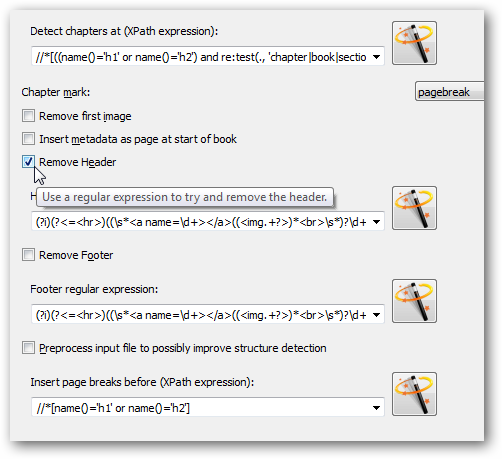 Detect chapters at (XPath expression):
//*[((name()='h1' or name()='h2') and re:test(., 'chapter|book|sectio
Chapter mark:
pagebreak
Remove first image
Insert metadata as page at start of book
Remove Header
Use a regular expression to try and remove the header.
H
(?i)(?<=<hr>)((\s*<a name=\d+></a>((<img.+?>)*<br>\s*)?\d+
Remove Footer
Footer regular expression:
(?i)(?<=<hr>)((\s*<a name=\d+></a>((<img.+?>)*<br>\s*)?\d+
Preprocess input file to possibly improve structure detection
Insert page breaks before (XPath expression):
//*[name()='h1' or name()='h2']